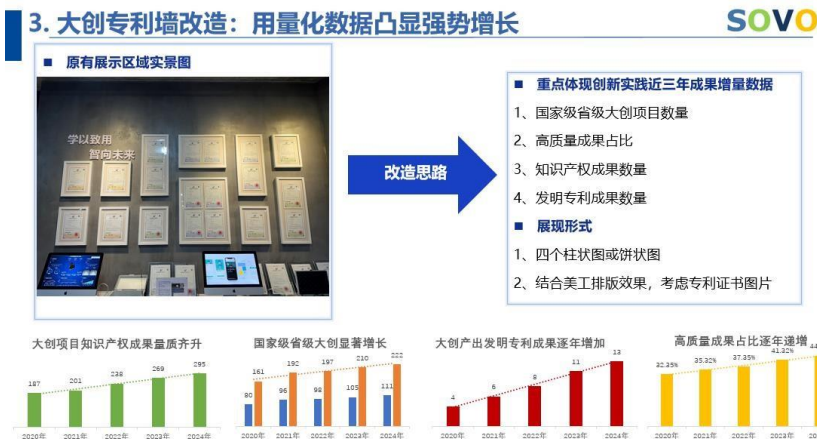 3. 大创专利墙改造：用量化数据凸显强势增长
SOVO
■ 原有展示区域实景图
学以致用
智向未来
改造思路
■ 重点体现创新实践近三年成果增量数据
1、国家级省级大创项目数量
2、高质量成果占比
3、知识产权成果数量
4、发明专利成果数量
■ 展现形式
1、四个柱状图或饼状图
2、结合美工排版效果，考虑专利证书图片
大创项目知识产权成果量质齐升
187 201 238 269 295
2020年 2021年 2022年 2023年 2024年
国家级省级大创显著增长
80 161 96 192 98 197 105 210 111 222
2020年 2021年 2022年 2023年 2024年
大创产出发明专利成果逐年增加
4 6 8 11 13
2020年 2021年 2022年 2023年 2024年
高质量成果占比逐年递增
32.35% 35.32% 37.35% 41.32% 44
2020年 2021年 2022年 2023年